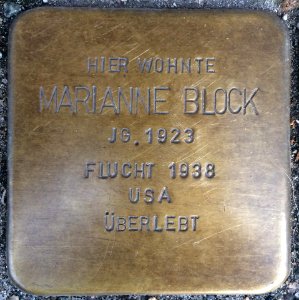 HIER WOHNTE
MARIANNE BLOCK
JG. 1923
FLUCHT 1938
USA
ÜBERLEBT